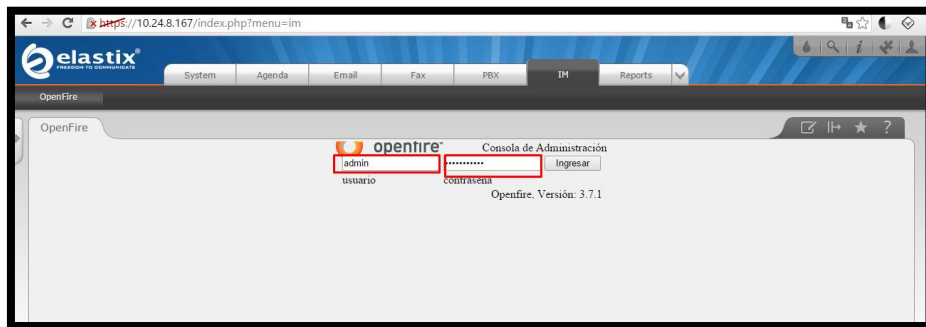 https://10.24.8.167/index.php?menu=im
elastix®
FREEDOM TO COMMUNICATE
System Agenda Email Fax PBX IM Reports
OpenFire
OpenFire
openfire™ Consola de Administración
admin ··········· Ingresar
usuario contraseña
Openfire, Versión: 3.7.1